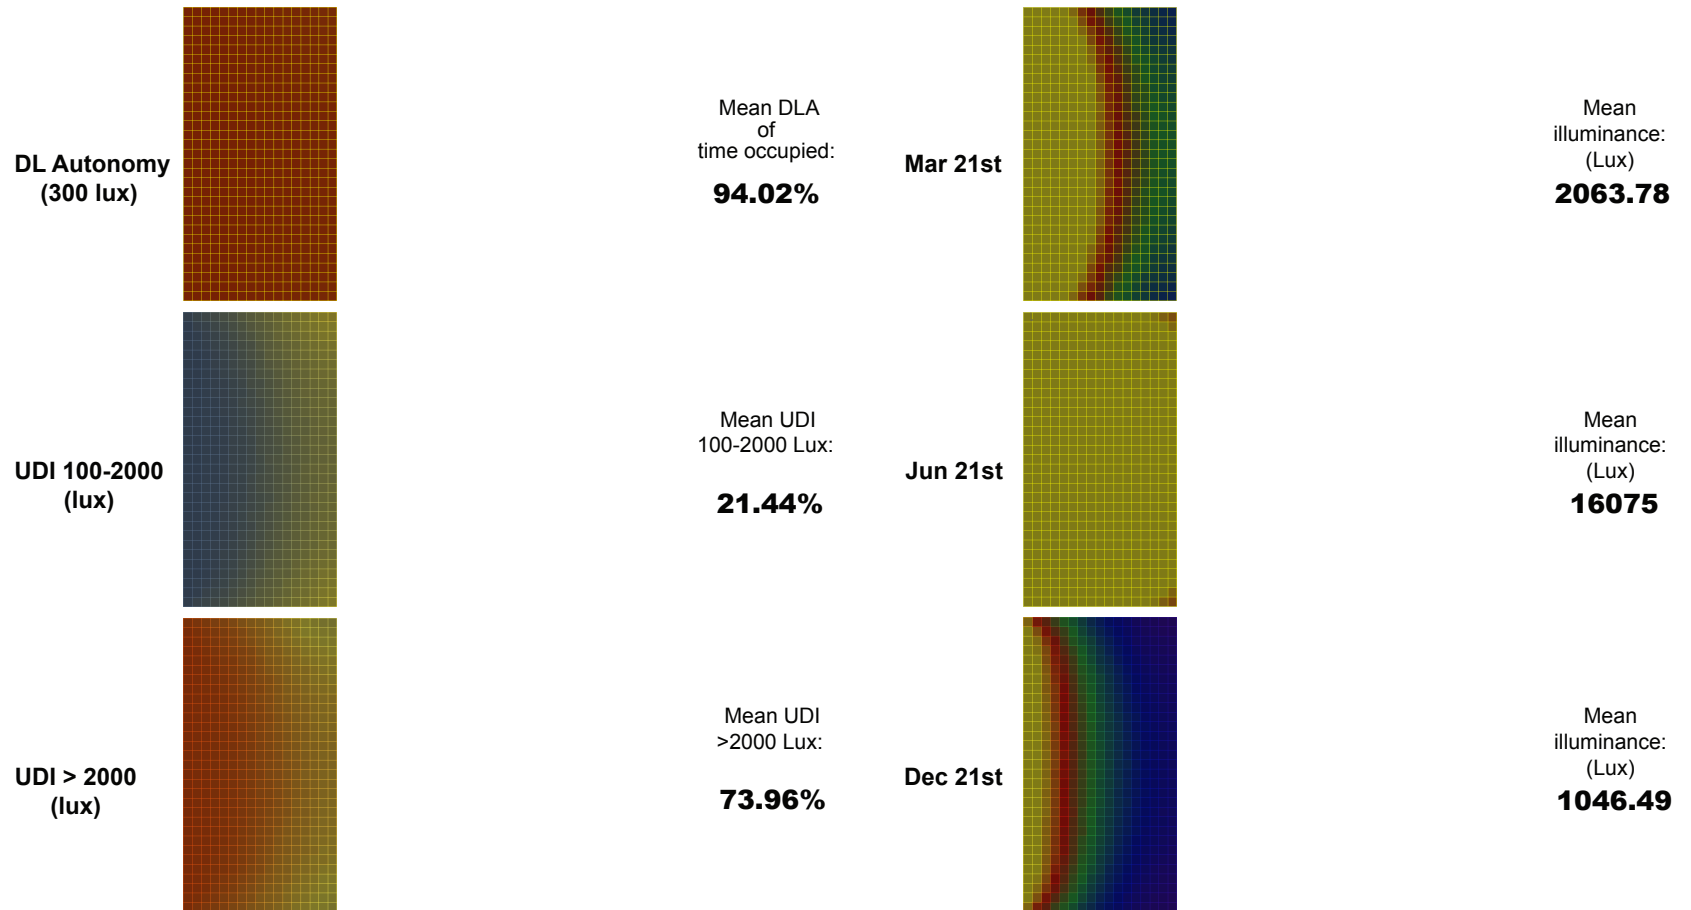 DL Autonomy
(300 lux)
Mean DLA
of
time occupied:
94.02%
Mar 21st
Mean
illuminance:
(Lux)
2063.78
UDI 100-2000
(lux)
Mean UDI
100-2000 Lux:
21.44%
Jun 21st
Mean
illuminance:
(Lux)
16075
UDI > 2000
(lux)
Mean UDI
>2000 Lux:
73.96%
Dec 21st
Mean
illuminance:
(Lux)
1046.49